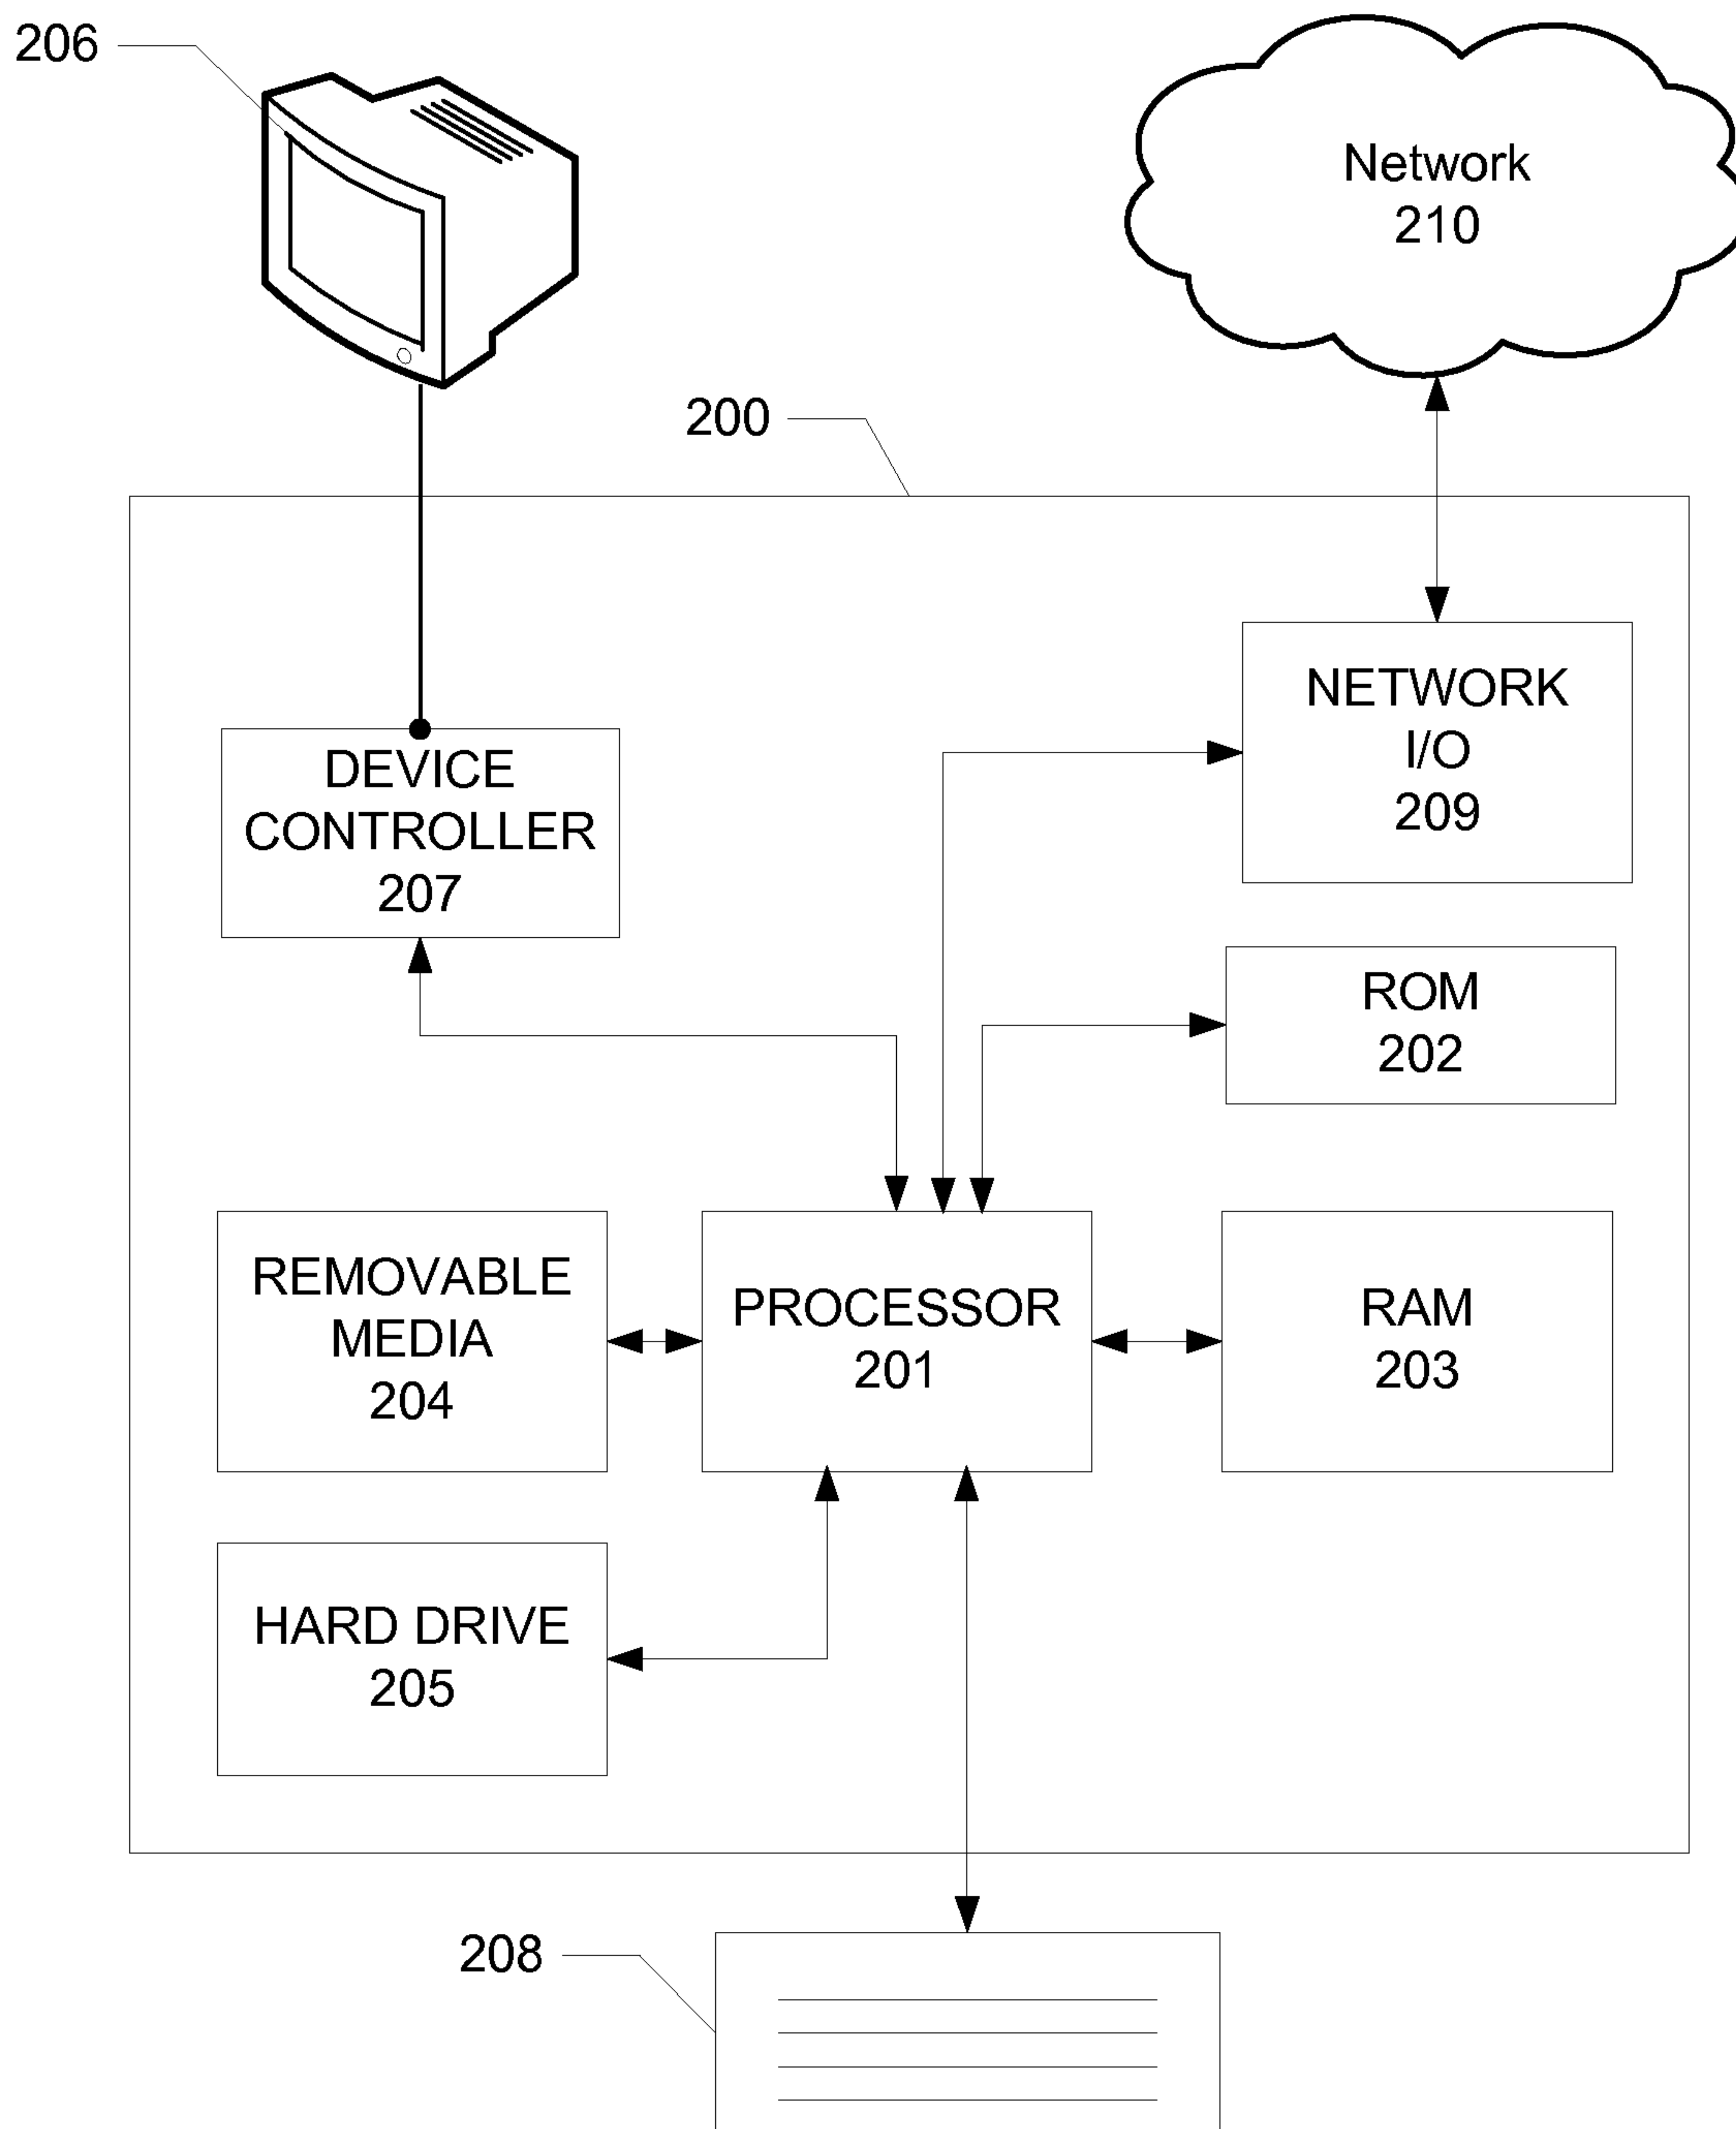 206
Network
210
200
NETWORK
I/O
209
DEVICE
CONTROLLER
207
ROM
202
REMOVABLE
MEDIA
204
PROCESSOR
201
RAM
203
HARD DRIVE
205
208